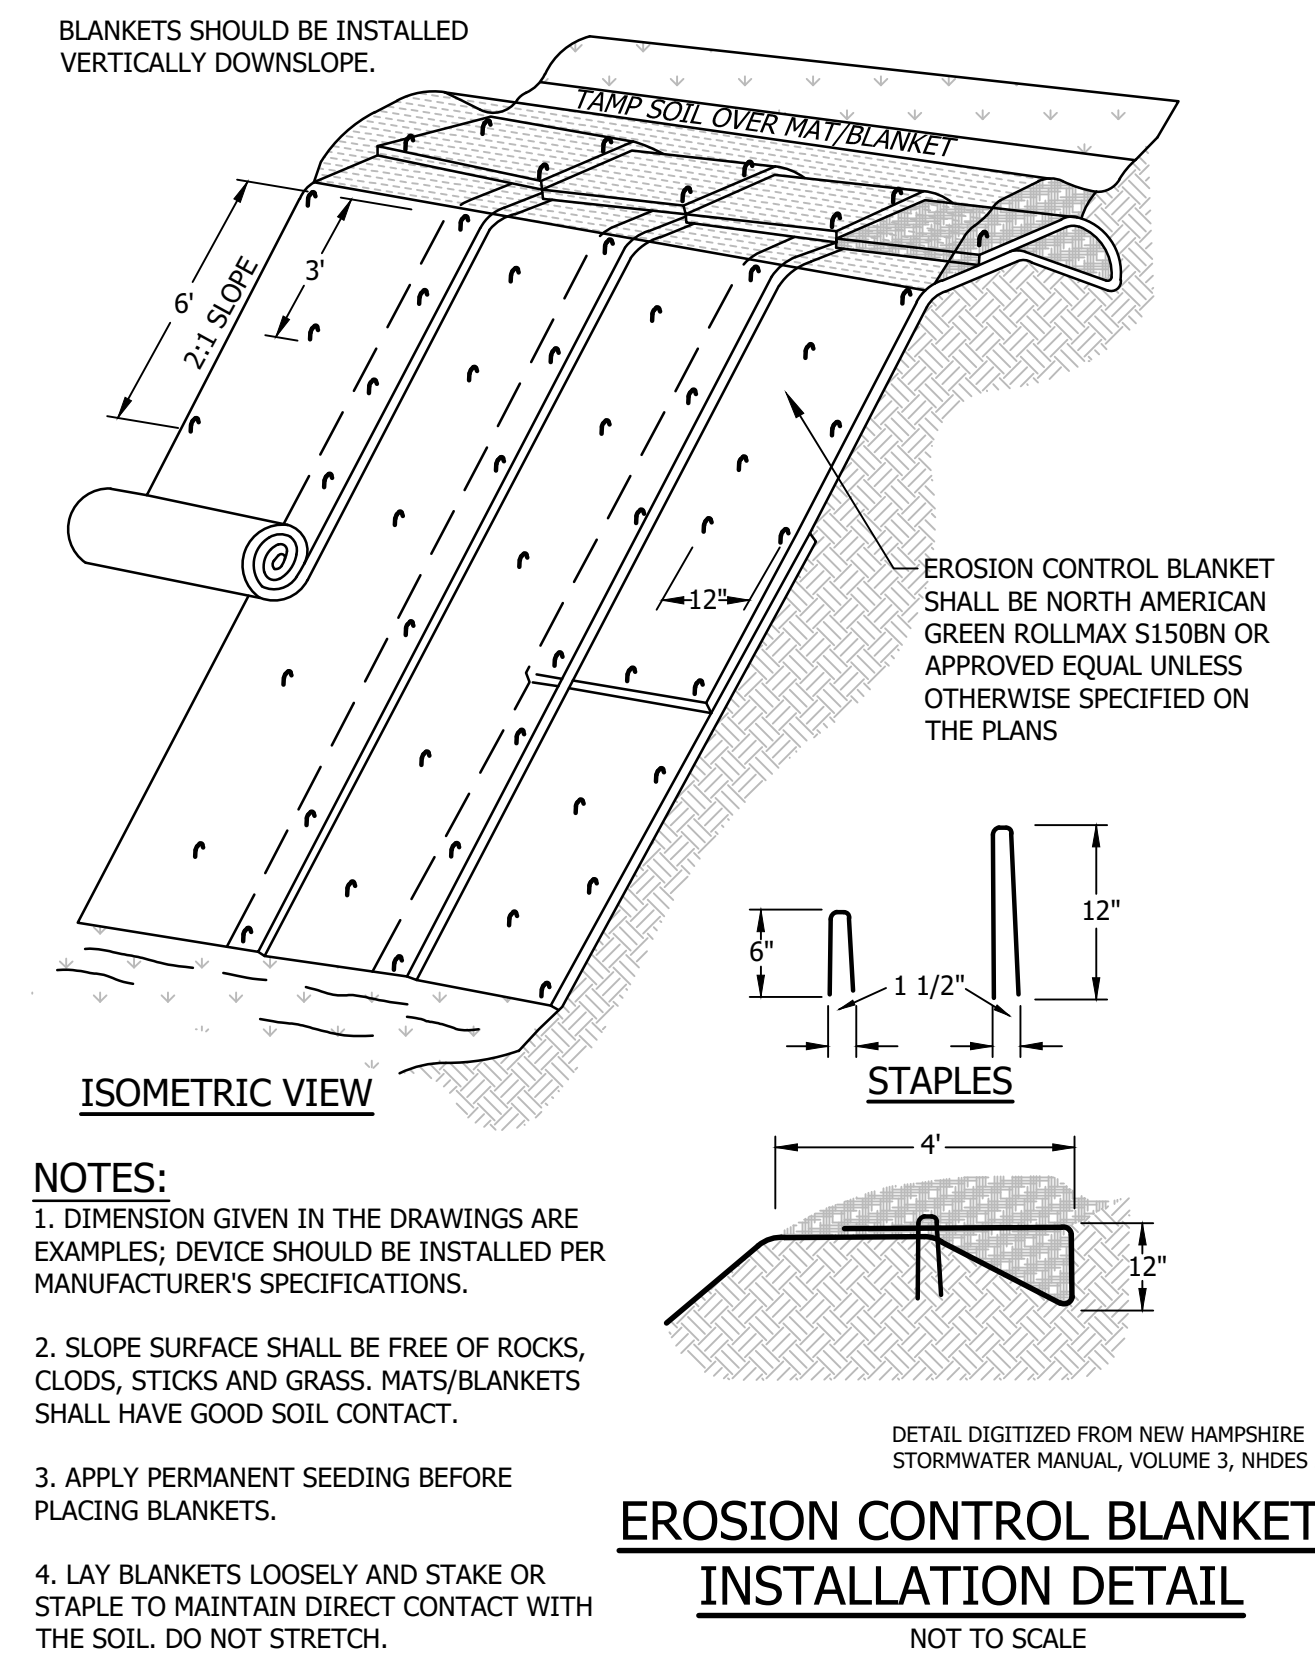 BLANKETS SHOULD BE INSTALLED
VERTICALLY DOWNSLOPE.
TAMP SOIL OVER MAT/BLANKET
6'
2:1 SLOPE
3'
12"
EROSION CONTROL BLANKET
SHALL BE NORTH AMERICAN
GREEN ROLLMAX S150BN OR
APPROVED EQUAL UNLESS
OTHERWISE SPECIFIED ON
THE PLANS
6"
12"
1 1/2"
STAPLES
ISOMETRIC VIEW
4'
12"
NOTES:
1. DIMENSION GIVEN IN THE DRAWINGS ARE
EXAMPLES; DEVICE SHOULD BE INSTALLED PER
MANUFACTURER'S SPECIFICATIONS.
2. SLOPE SURFACE SHALL BE FREE OF ROCKS,
CLODS, STICKS AND GRASS. MATS/BLANKETS
SHALL HAVE GOOD SOIL CONTACT.
3. APPLY PERMANENT SEEDING BEFORE
PLACING BLANKETS.
4. LAY BLANKETS LOOSELY AND STAKE OR
STAPLE TO MAINTAIN DIRECT CONTACT WITH
THE SOIL. DO NOT STRETCH.
DETAIL DIGITIZED FROM NEW HAMPSHIRE
STORMWATER MANUAL, VOLUME 3, NHDES
EROSION CONTROL BLANKET
INSTALLATION DETAIL
NOT TO SCALE